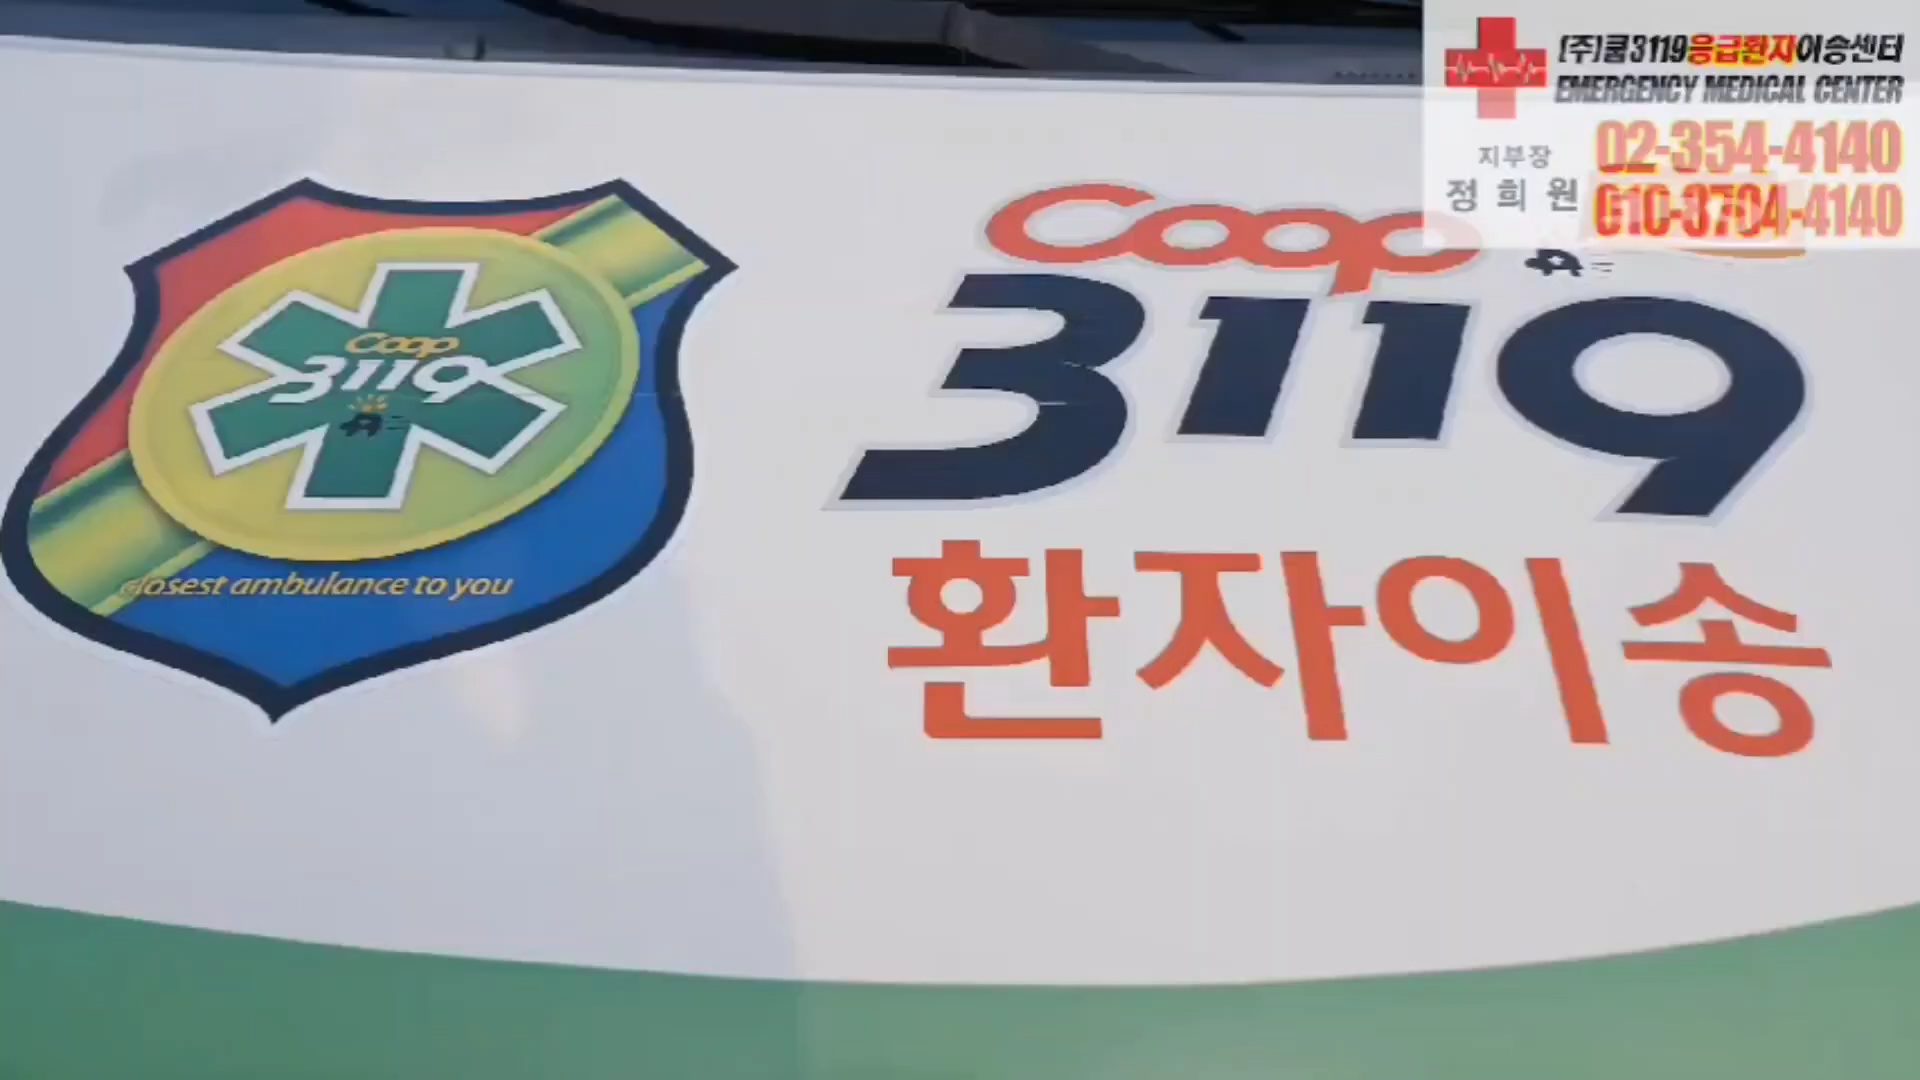 [주]쿱3119응급환자이송센터
EMERGENCY MEDICAL CENTER
02-354-4140
지부장
정희원
010-3704-4140
Coop
3119
환자이송
Coop
3119
closest ambulance to you